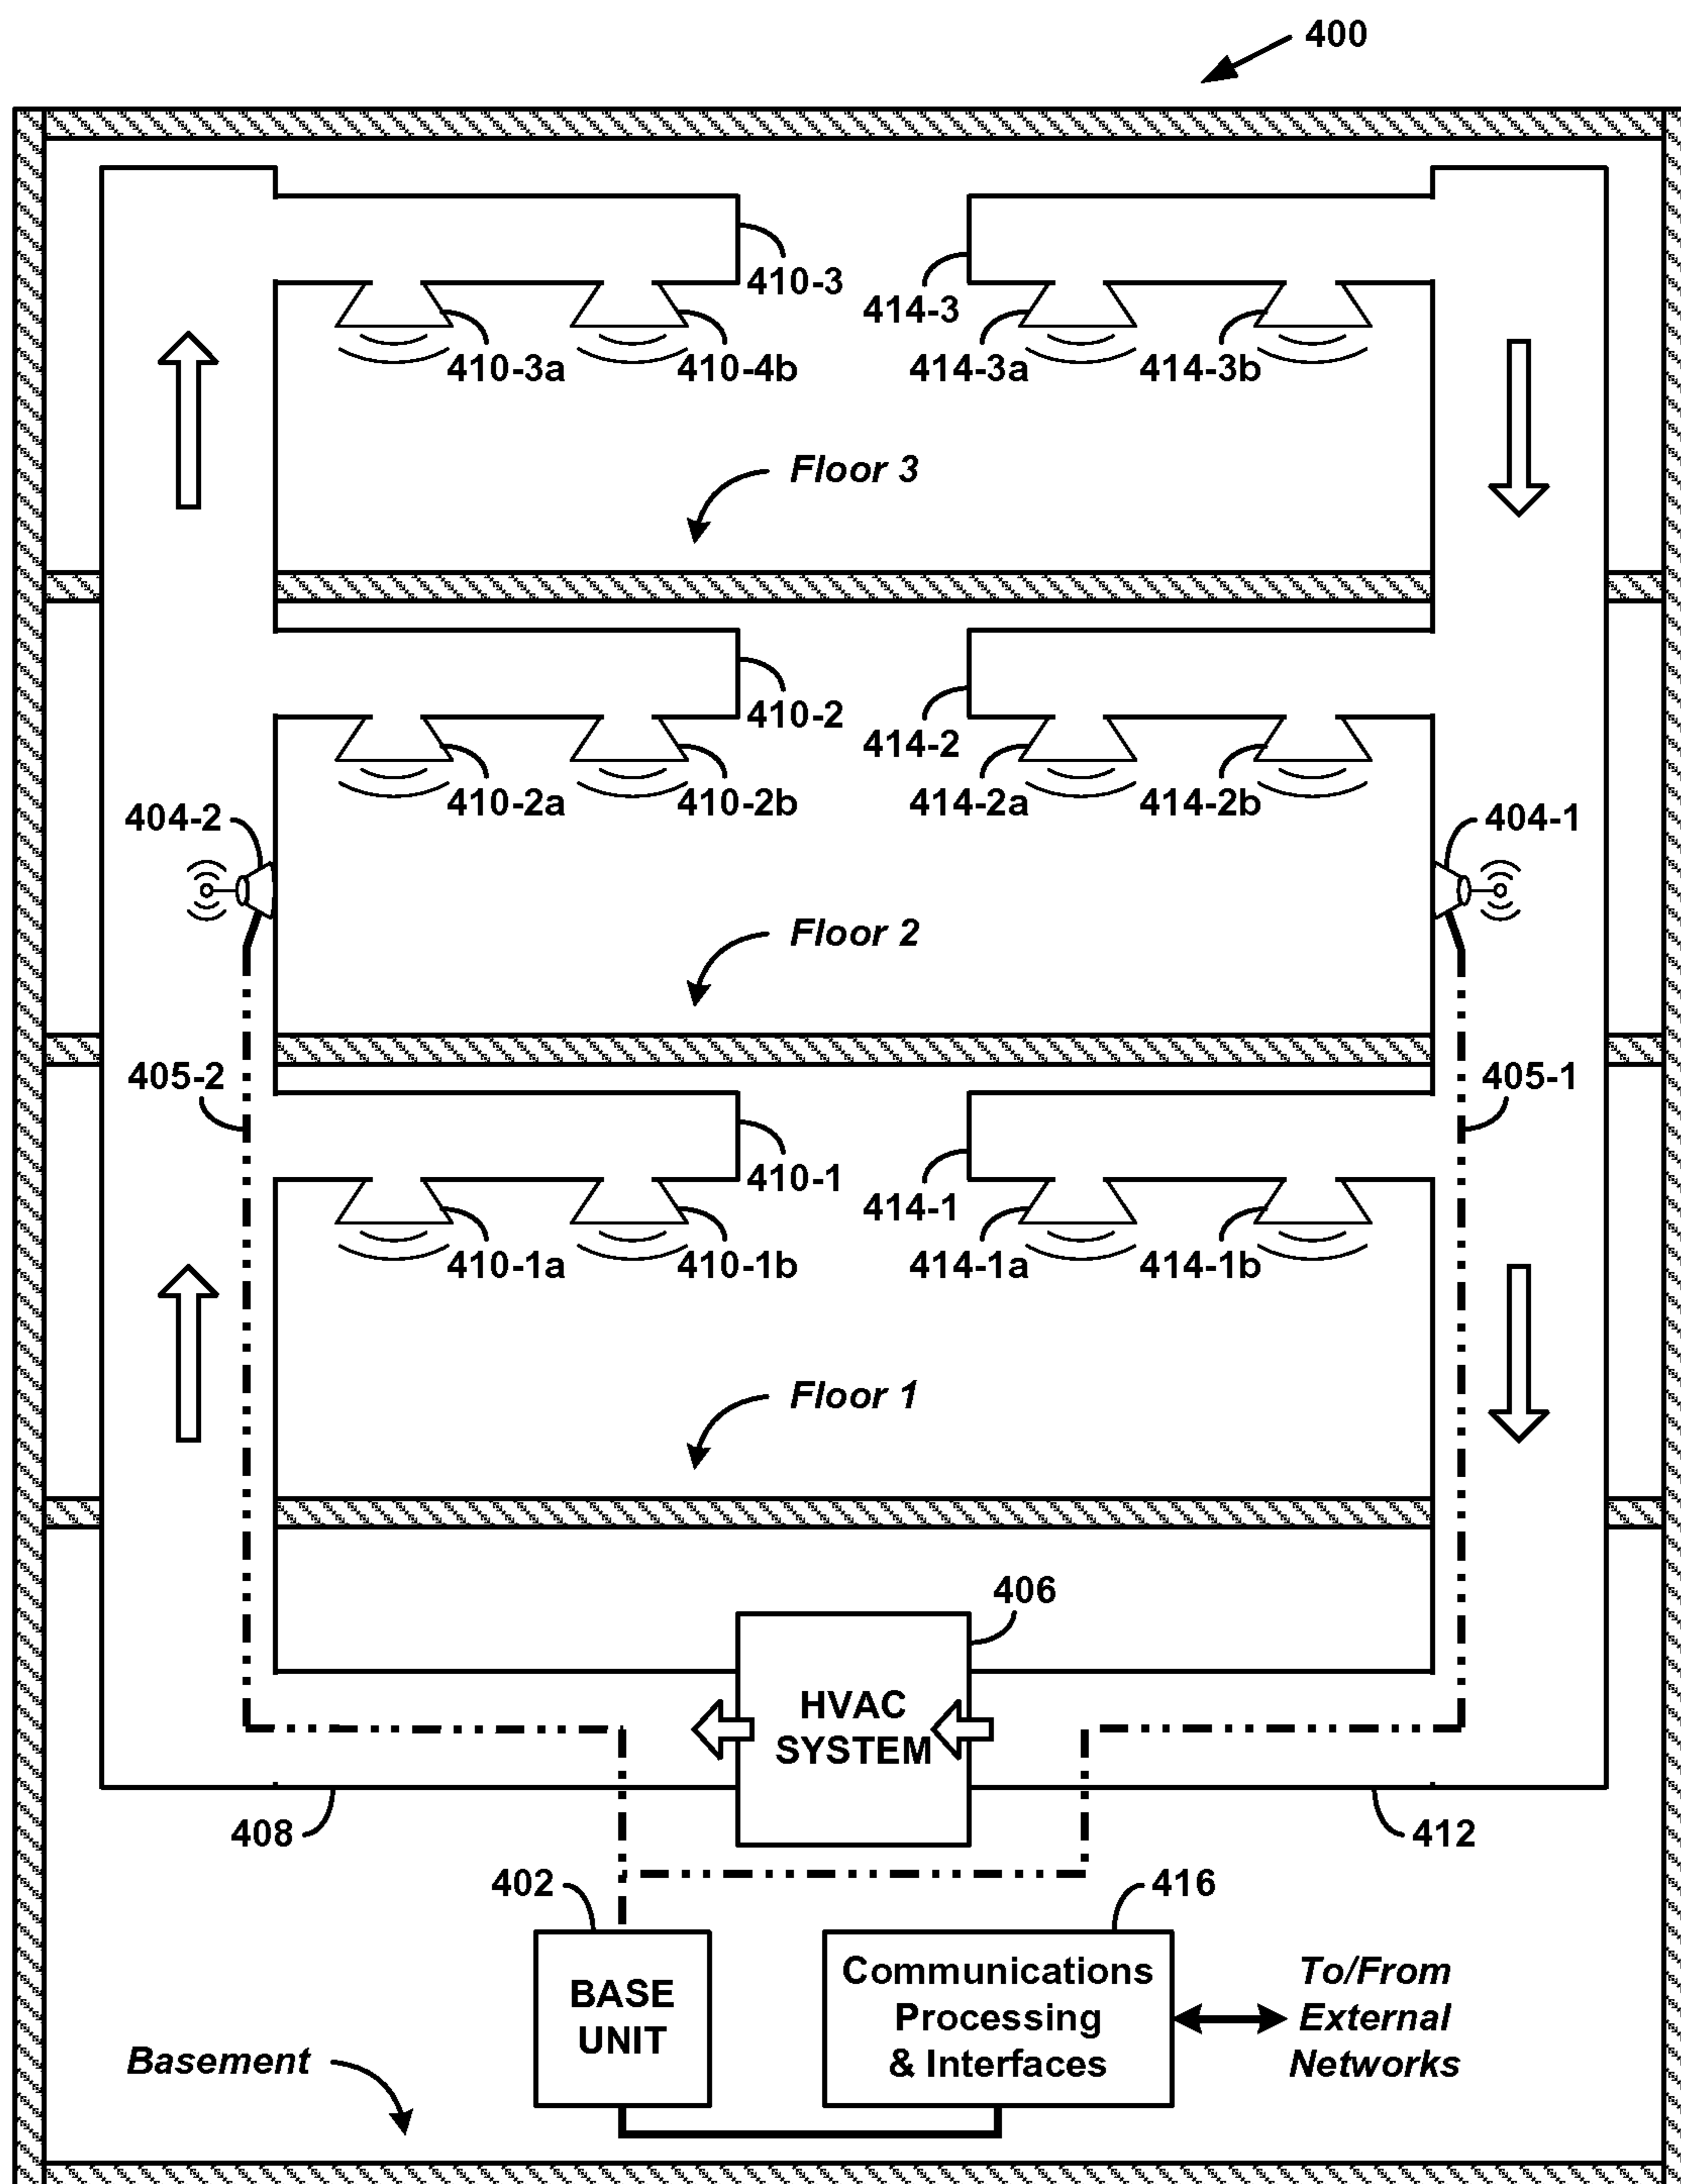 400
410-3
414-3
410-3a
410-4b
414-3a
414-3b
Floor 3
410-2
414-2
410-2a
410-2b
414-2a
414-2b
404-2
404-1
Floor 2
405-2
405-1
410-1
414-1
410-1a
410-1b
414-1a
414-1b
Floor 1
406
HVAC
SYSTEM
408
412
402
416
BASE
UNIT
Communications
Processing
& Interfaces
To/From
External
Networks
Basement